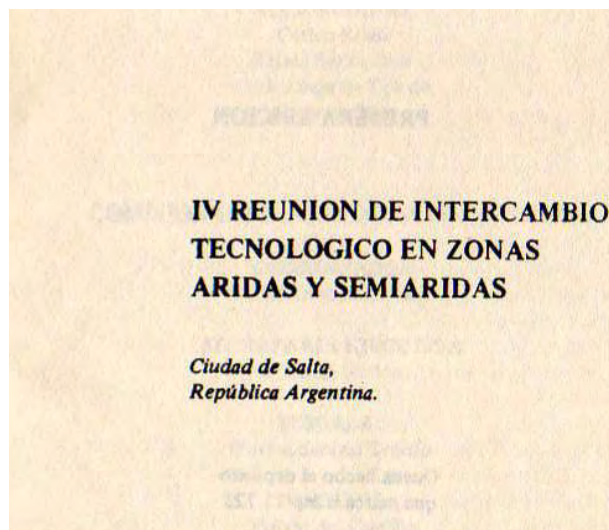 IV REUNION DE INTERCAMBIO
TECNOLOGICO EN ZONAS
ARIDAS Y SEMIARIDAS
Ciudad de Salta,
República Argentina.